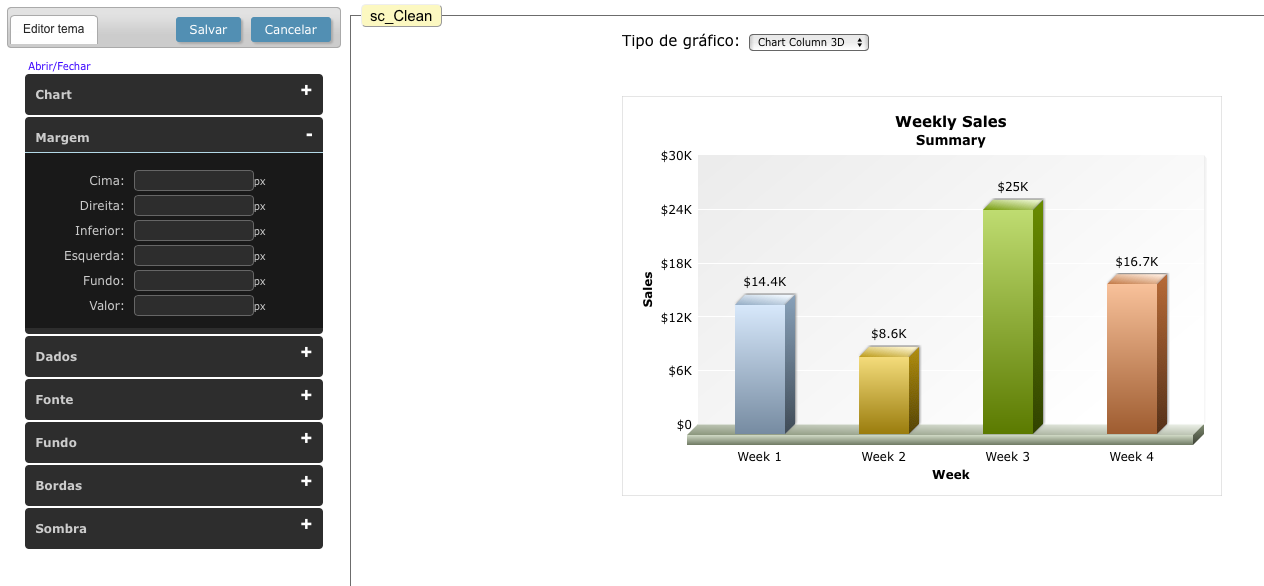 Editor tema
Salvar
Cancelar
Abrir/Fechar
Chart
+
Margem
-
Cima: px
Direita: px
Inferior: px
Esquerda: px
Fundo: px
Valor: px
Dados
+
Fonte
+
Fundo
+
Bordas
+
Sombra
+
sc_Clean
Tipo de gráfico: Chart Column 3D
Weekly Sales
Summary
Sales
$30K
$24K
$18K
$12K
$6K
$0
$14.4K
$8.6K
$25K
$16.7K
Week 1
Week 2
Week 3
Week 4
Week